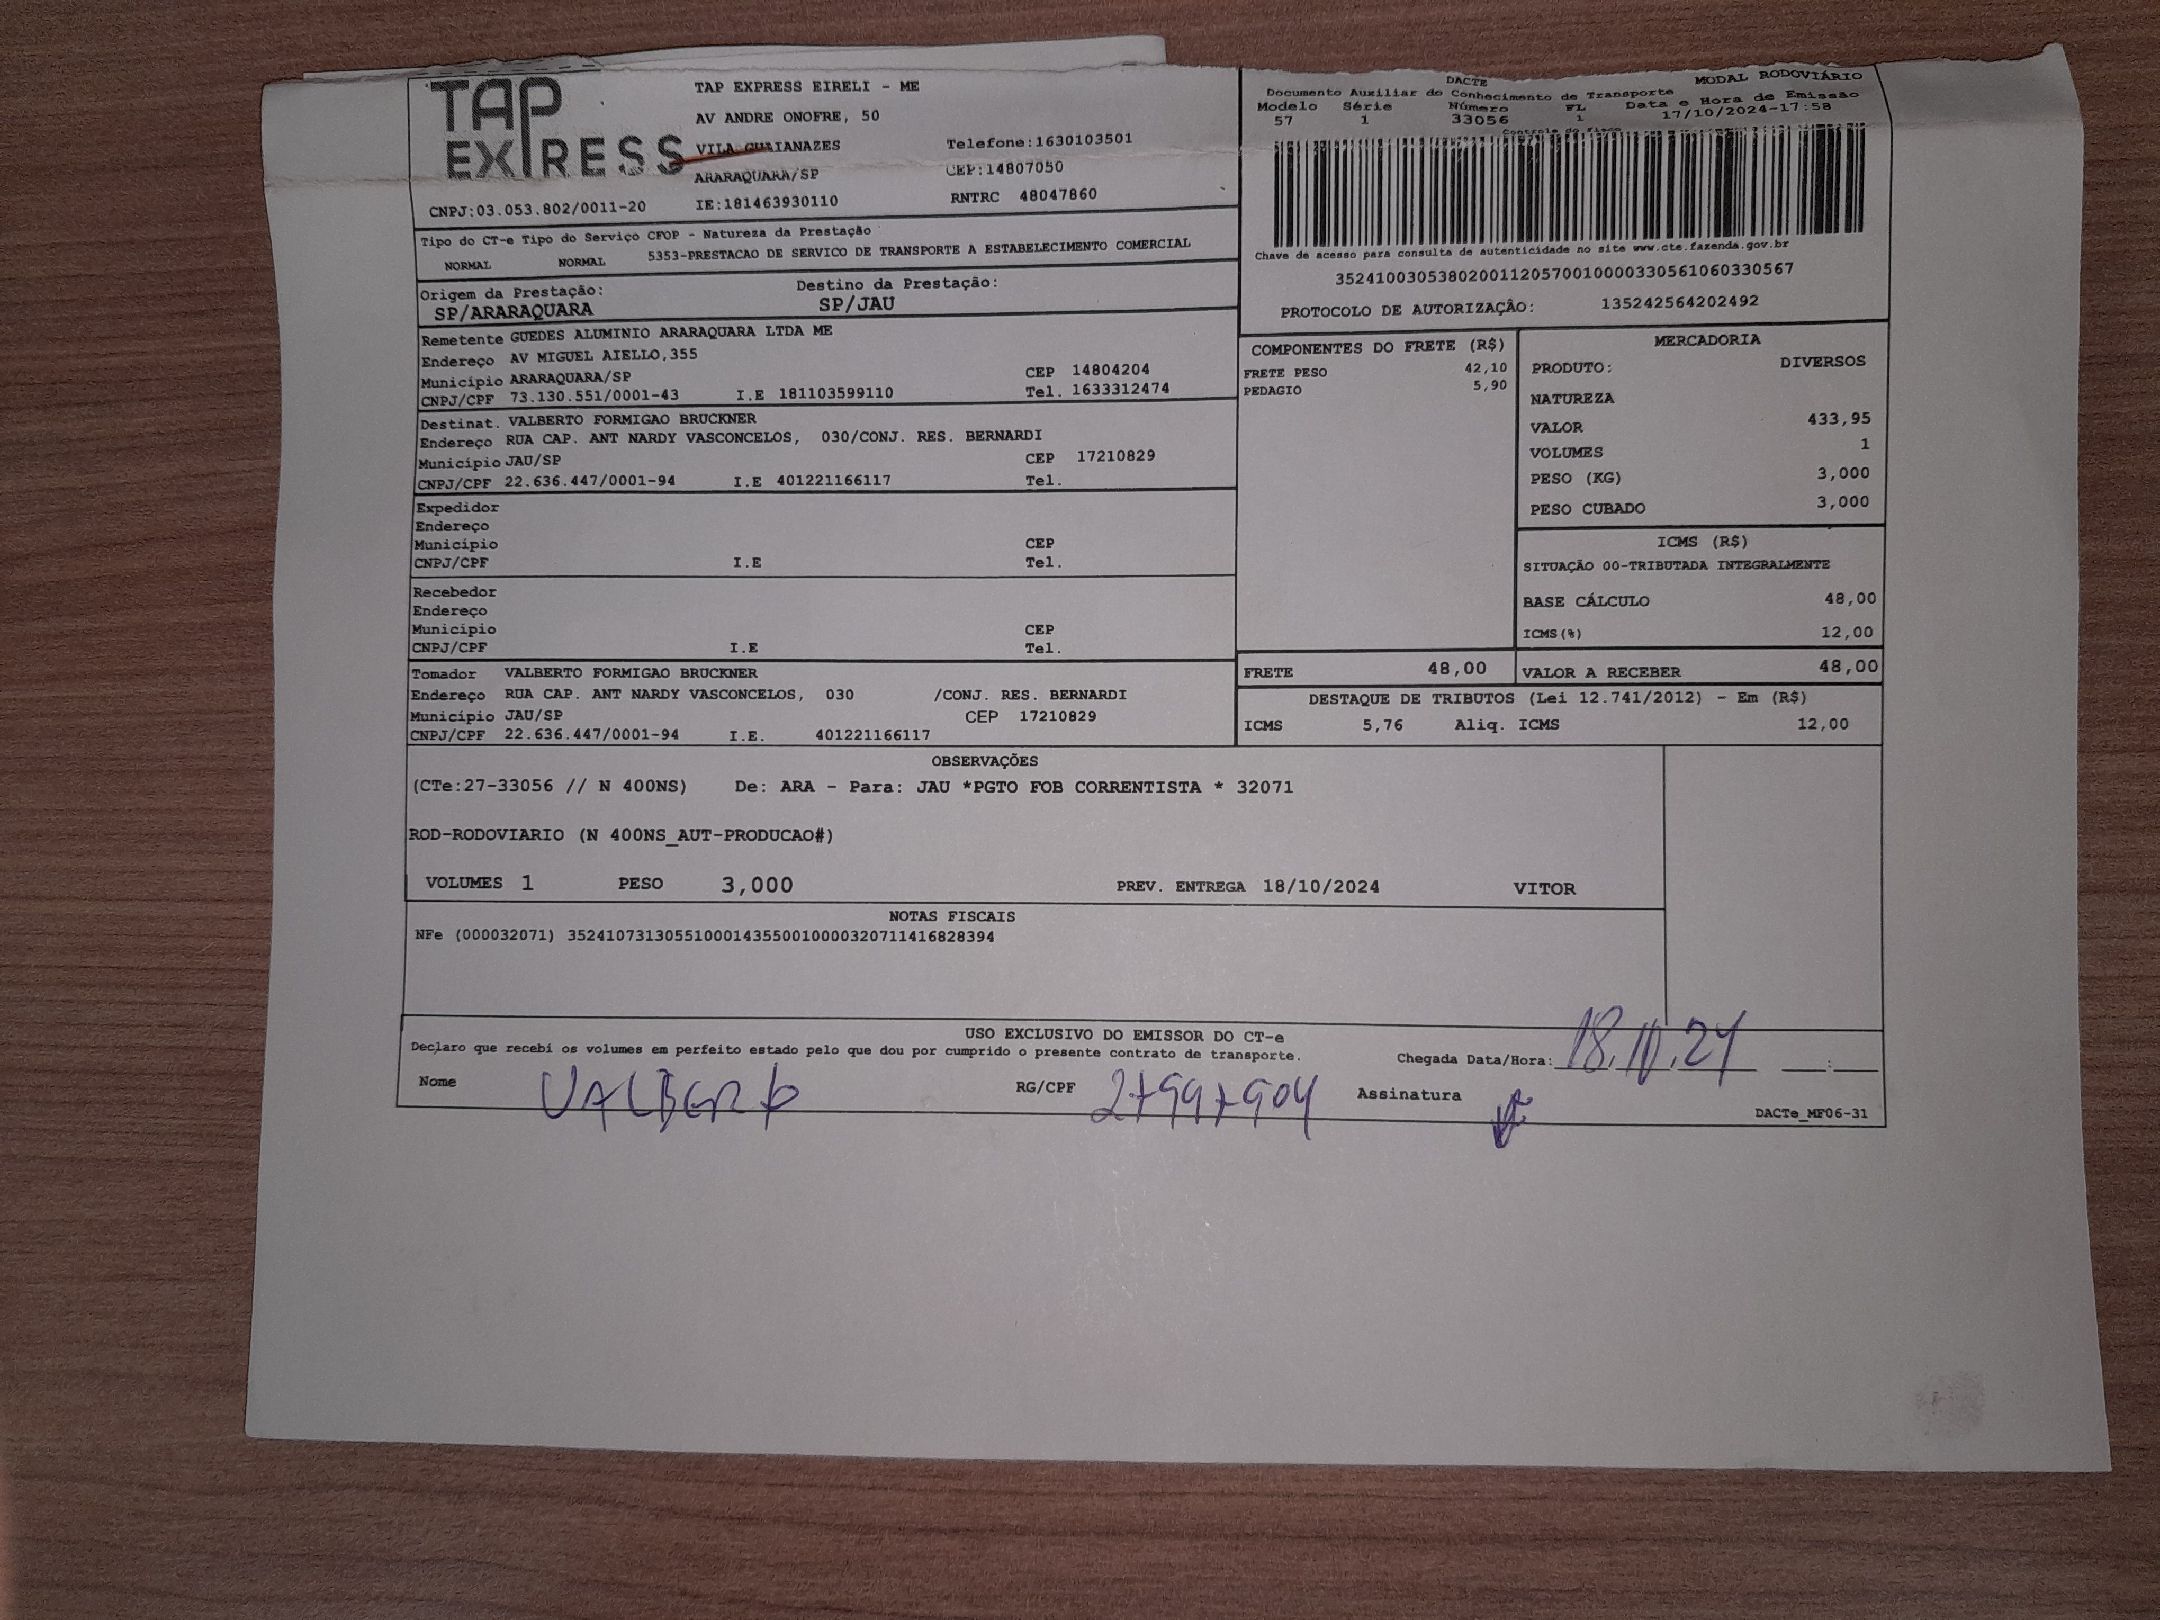 TAP
EXPRESS
TAP EXPRESS EIRELI - ME
AV ANDRE ONOFRE, 50
VILA GUAIANAZES Telefone:1630103501
ARARAQUARA/SP CEP:14807050
CNPJ:03.053.802/0011-20 IE:181463930110 RNTRC 48047860
DACTE MODAL RODOVIÁRIO
Documento Auxiliar do Conhecimento de Transporte
Modelo Série Número FL Data e Hora de Emissão
57 1 33056 1 17/10/2024-17:58
Controle do Fisco
Chave de acesso para consulta de autenticidade no site www.cte.fazenda.gov.br
35241003053802001120570010000330561060330567
PROTOCOLO DE AUTORIZAÇÃO: 135242564202492
Tipo do CT-e Tipo do Serviço CFOP - Natureza da Prestação
NORMAL NORMAL 5353-PRESTACAO DE SERVICO DE TRANSPORTE A ESTABELECIMENTO COMERCIAL
Origem da Prestação: Destino da Prestação:
SP/ARARAQUARA SP/JAU
Remetente GUEDES ALUMINIO ARARAQUARA LTDA ME
Endereço AV MIGUEL AIELLO,355
Município ARARAQUARA/SP CEP 14804204
CNPJ/CPF 73.130.551/0001-43 I.E 181103599110 Tel. 1633312474
Destinat. VALBERTO FORMIGAO BRUCKNER
Endereço RUA CAP. ANT NARDY VASCONCELOS, 030/CONJ. RES. BERNARDI
Município JAU/SP CEP 17210829
CNPJ/CPF 22.636.447/0001-94 I.E 401221166117 Tel.
Expedidor
Endereço
Município CEP
CNPJ/CPF I.E Tel.
Recebedor
Endereço
Município CEP
CNPJ/CPF I.E Tel.
Tomador VALBERTO FORMIGAO BRUCKNER
Endereço RUA CAP. ANT NARDY VASCONCELOS, 030 /CONJ. RES. BERNARDI
Município JAU/SP CEP 17210829
CNPJ/CPF 22.636.447/0001-94 I.E. 401221166117
COMPONENTES DO FRETE (R$)
FRETE PESO 42,10
PEDAGIO 5,90
FRETE 48,00
MERCADORIA
PRODUTO: DIVERSOS
NATUREZA
VALOR 433,95
VOLUMES 1
PESO (KG) 3,000
PESO CUBADO 3,000
ICMS (R$)
SITUAÇÃO 00-TRIBUTADA INTEGRALMENTE
BASE CÁLCULO 48,00
ICMS(%) 12,00
VALOR A RECEBER 48,00
DESTAQUE DE TRIBUTOS (Lei 12.741/2012) - Em (R$)
ICMS 5,76 Aliq. ICMS 12,00
OBSERVAÇÕES
(CTe:27-33056 // N 400NS) De: ARA - Para: JAU *PGTO FOB CORRENTISTA * 32071
ROD-RODOVIARIO (N 400NS_AUT-PRODUCAO#)
VOLUMES 1 PESO 3,000 PREV. ENTREGA 18/10/2024 VITOR
NOTAS FISCAIS
NFe (000032071) 35241073130551000143550010000320711416828394
USO EXCLUSIVO DO EMISSOR DO CT-e
Declaro que recebi os volumes em perfeito estado pelo que dou por cumprido o presente contrato de transporte. Chegada Data/Hora: 18.10.24 :
Nome VALBERTO RG/CPF 27997904 Assinatura
DACTe_MF06-31